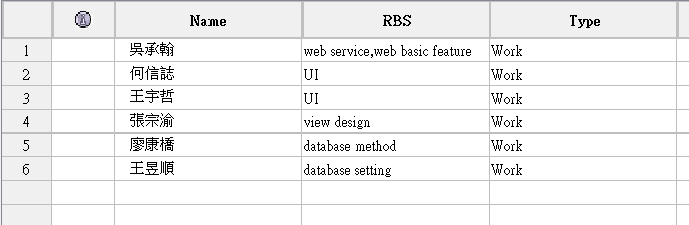 Name RBS Type
1 吳承翰 web service,web basic feature Work
2 何信誌 UI Work
3 王宇哲 UI Work
4 張宗渝 view design Work
5 廖康橋 database method Work
6 王昱順 database setting Work